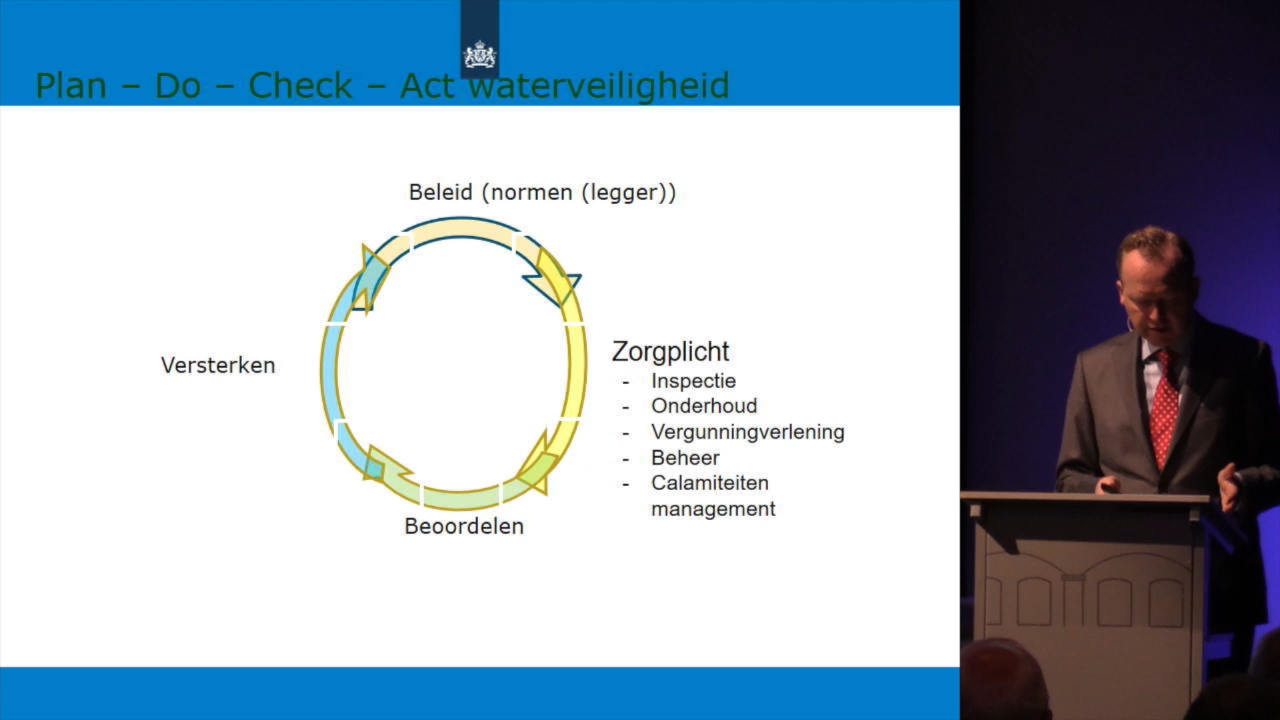 Plan – Do – Check – Act waterveiligheid
Beleid (normen (legger))
Versterken
Zorgplicht
- Inspectie
- Onderhoud
- Vergunningverlening
- Beheer
- Calamiteiten
management
Beoordelen